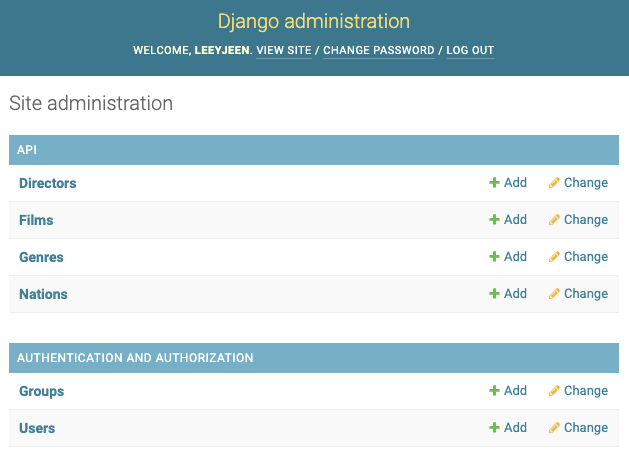 Django administration
WELCOME, LEEYJEEN. VIEW SITE / CHANGE PASSWORD / LOG OUT
Site administration
API
Directors Add Change
Films Add Change
Genres Add Change
Nations Add Change
AUTHENTICATION AND AUTHORIZATION
Groups Add Change
Users Add Change